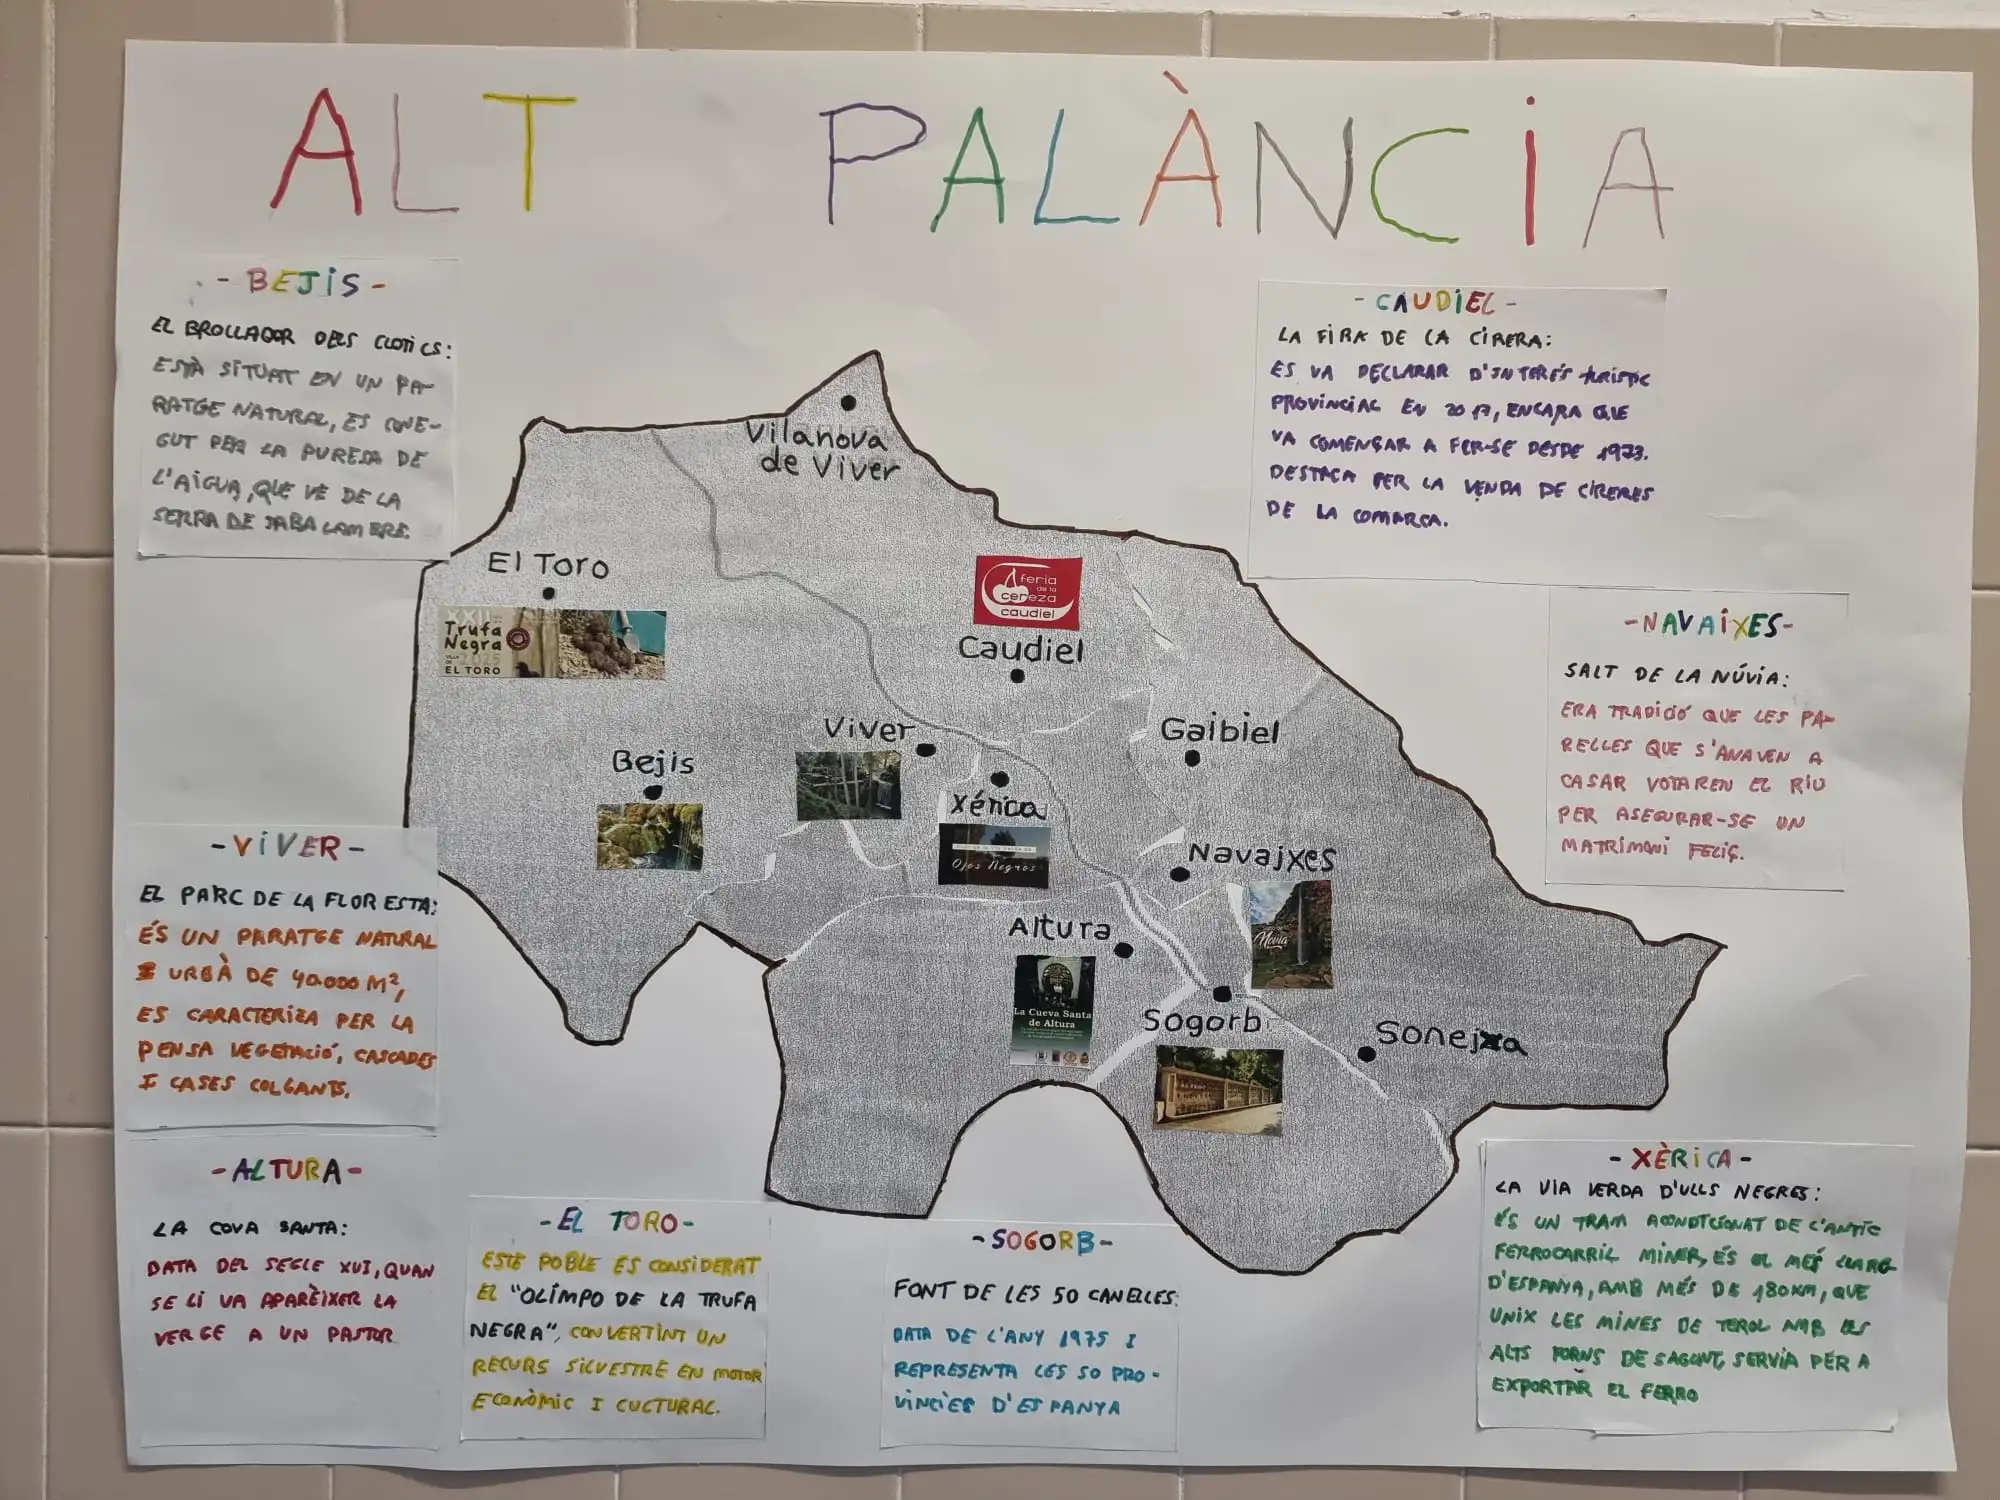 ALT PALÀNCIA
- BEJIS -
EL BROLLADOR DELS CLOTICS:
ESTÀ SITUAT EN UN PA-
RATGE NATURAL, ES CONE-
GUT PER LA PURESA DE
L'AIGUA, QUE VE DE LA
SERRA DE JABALAMBRE.
- CAUDIEL -
LA FIRA DE LA CIRERA:
ES VA DECLARAR D'INTERÉS TURÍSTIC
PROVINCIAL EN 2017, ENCARA QUE
VA COMENÇAR A FER-SE DESDE 1973.
DESTACA PER LA VENDA DE CIRERES
DE LA COMARCA.
- NAVAIXES -
SALT DE LA NÚVIA:
ERA TRADICIÓ QUE LES PA-
RELLES QUE S'ANAVEN A
CASAR VOTAREN EL RIU
PER ASEGURAR-SE UN
MATRIMONI FELIÇ.
Vilanova
de Viver
El Toro
XXII
Trufa
Negra
2025
EL TORO
feria
de la
cereza
caudiel
Caudiel
Viver
Gaibiel
Bejis
Xérica
Ojos Negros
Navajxes
Novia
Altura
La Cueva Santa
de Altura
Sogorb
Sonejxa
- VIVER -
EL PARC DE LA FLORESTA:
ÉS UN PARATGE NATURAL
URBÀ DE 40.000 M²,
ES CARACTERIZA PER LA
DENSA VEGETACIÓ, CASCADES
I CASES COLGANTS.
- ALTURA -
LA COVA SANTA:
DATA DEL SEGLE XVI, QUAN
SE LI VA APARÈIXER LA
VERGE A UN PASTOR
- EL TORO -
ESTE POBLE ES CONSIDERAT
EL "OLIMPO DE LA TRUFA
NEGRA", CONVERTINT UN
RECURS SILVESTRE EN MOTOR
ECONÒMIC I CULTURAL.
- SOGORB -
FONT DE LES 50 CANELLES:
DATA DE L'ANY 1975 I
REPRESENTA LES 50 PRO-
VINCIES D'ESPANYA
- XÈRICA -
LA VIA VERDA D'ULLS NEGRES:
ÉS UN TRAM ACONDICIONAT DE L'ANTIC
FERROCARRIL MINER, ÉS EL MÉS LLARG
D'ESPANYA, AMB MÉS DE 180KM, QUE
UNIX LES MINES DE TEROL AMB ELS
ALTS FORNS DE SAGUNT, SERVIA PER A
EXPORTAR EL FERRO